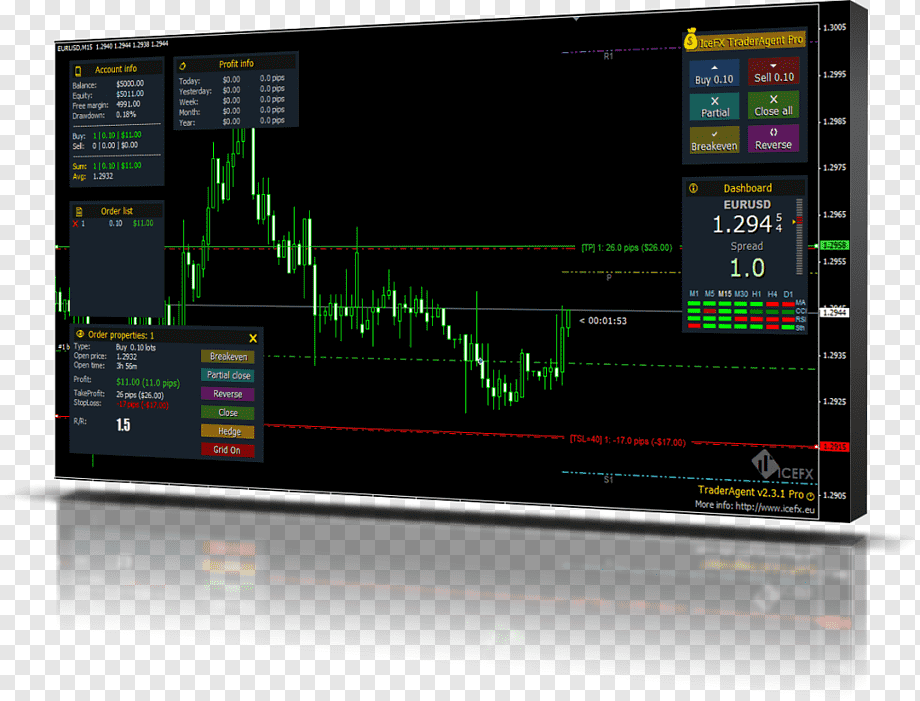 EURUSD,M15 1.2940 1.2944 1.2938 1.2944
Account info
Balance: $5000.00
Equity: $5011.00
Free margin: 4991.00
Drawdown: 0.18%
Buy: 1 | 0.10 | $11.00
Sell: 0 | 0.00 | $0.00
Sum: 1 | 0.10 | $11.00
Avg: 1.2932
Profit info
Today: $0.00 0.0 pips
Yesterday: $0.00 0.0 pips
Week: $0.00 0.0 pips
Month: $0.00 0.0 pips
Year: $0.00 0.0 pips
Order list
X 1 0.10 $11.00
Order properties: 1 X
Type: Buy 0.10 lots
Open price: 1.2932
Open time: 3h 56m
Profit: $11.00 (11.0 pips)
TakeProfit: 26 pips ($26.00)
StopLoss: -17 pips (-$17.00)
R/R: 1.5
Breakeven
Partial close
Reverse
Close
Hedge
Grid On
R1
[TP] 1: 26.0 pips ($26.00)
P
< 00:01:53
[TSL+40] 1: -17.0 pips (-$17.00)
S1
$ IceFX TraderAgent Pro
Buy 0.10
Sell 0.10
Partial
Close all
Breakeven
Reverse
Dashboard
EURUSD
1.294 5/4
Spread
1.0
M1 M5 M15 M30 H1 H4 D1
MA
CCI
RSI
Sth
ICEFX
TraderAgent v2.3.1 Pro
More info: http://www.icefx.eu
1.3005
1.2995
1.2985
1.2975
1.2965
1.2958
1.2955
1.2944
1.2935
1.2925
1.2915
1.2905